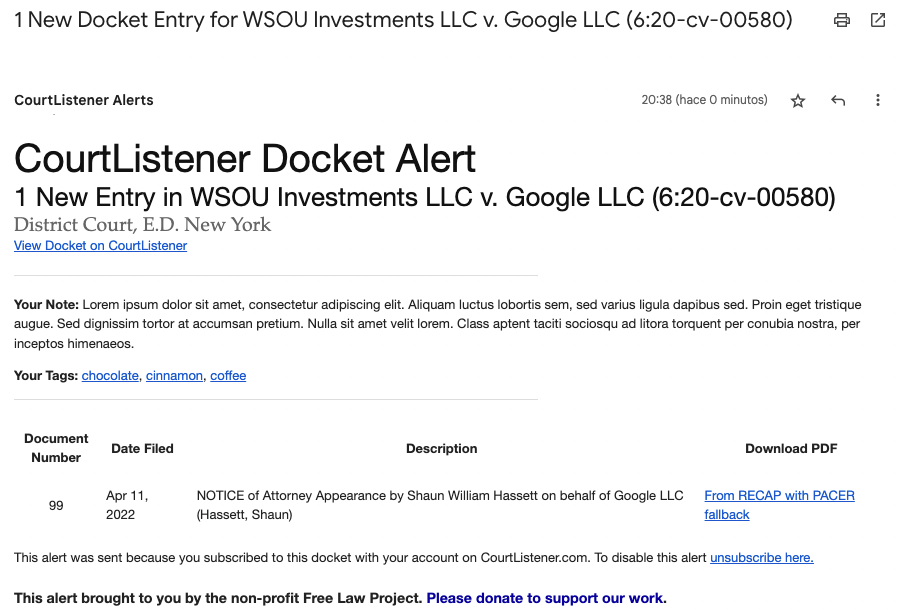 1 New Docket Entry for WSOU Investments LLC v. Google LLC (6:20-cv-00580)
CourtListener Alerts
20:38 (hace 0 minutos)
CourtListener Docket Alert
1 New Entry in WSOU Investments LLC v. Google LLC (6:20-cv-00580)
District Court, E.D. New York
View Docket on CourtListener
Your Note: Lorem ipsum dolor sit amet, consectetur adipiscing elit. Aliquam luctus lobortis sem, sed varius ligula dapibus sed. Proin eget tristique
augue. Sed dignissim tortor at accumsan pretium. Nulla sit amet velit lorem. Class aptent taciti sociosqu ad litora torquent per conubia nostra, per
inceptos himenaeos.
Your Tags: chocolate, cinnamon, coffee
Document
Number
Date Filed
Description
Download PDF
99
Apr 11,
2022
NOTICE of Attorney Appearance by Shaun William Hassett on behalf of Google LLC
(Hassett, Shaun)
From RECAP with PACER
fallback
This alert was sent because you subscribed to this docket with your account on CourtListener.com. To disable this alert unsubscribe here.
This alert brought to you by the non-profit Free Law Project. Please donate to support our work.